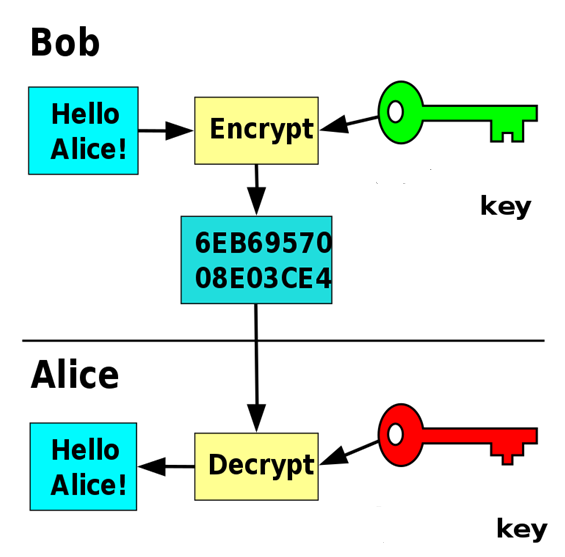 Bob
Hello
Alice!
Encrypt
key
6EB69570
08E03CE4
Alice
Hello
Alice!
Decrypt
key